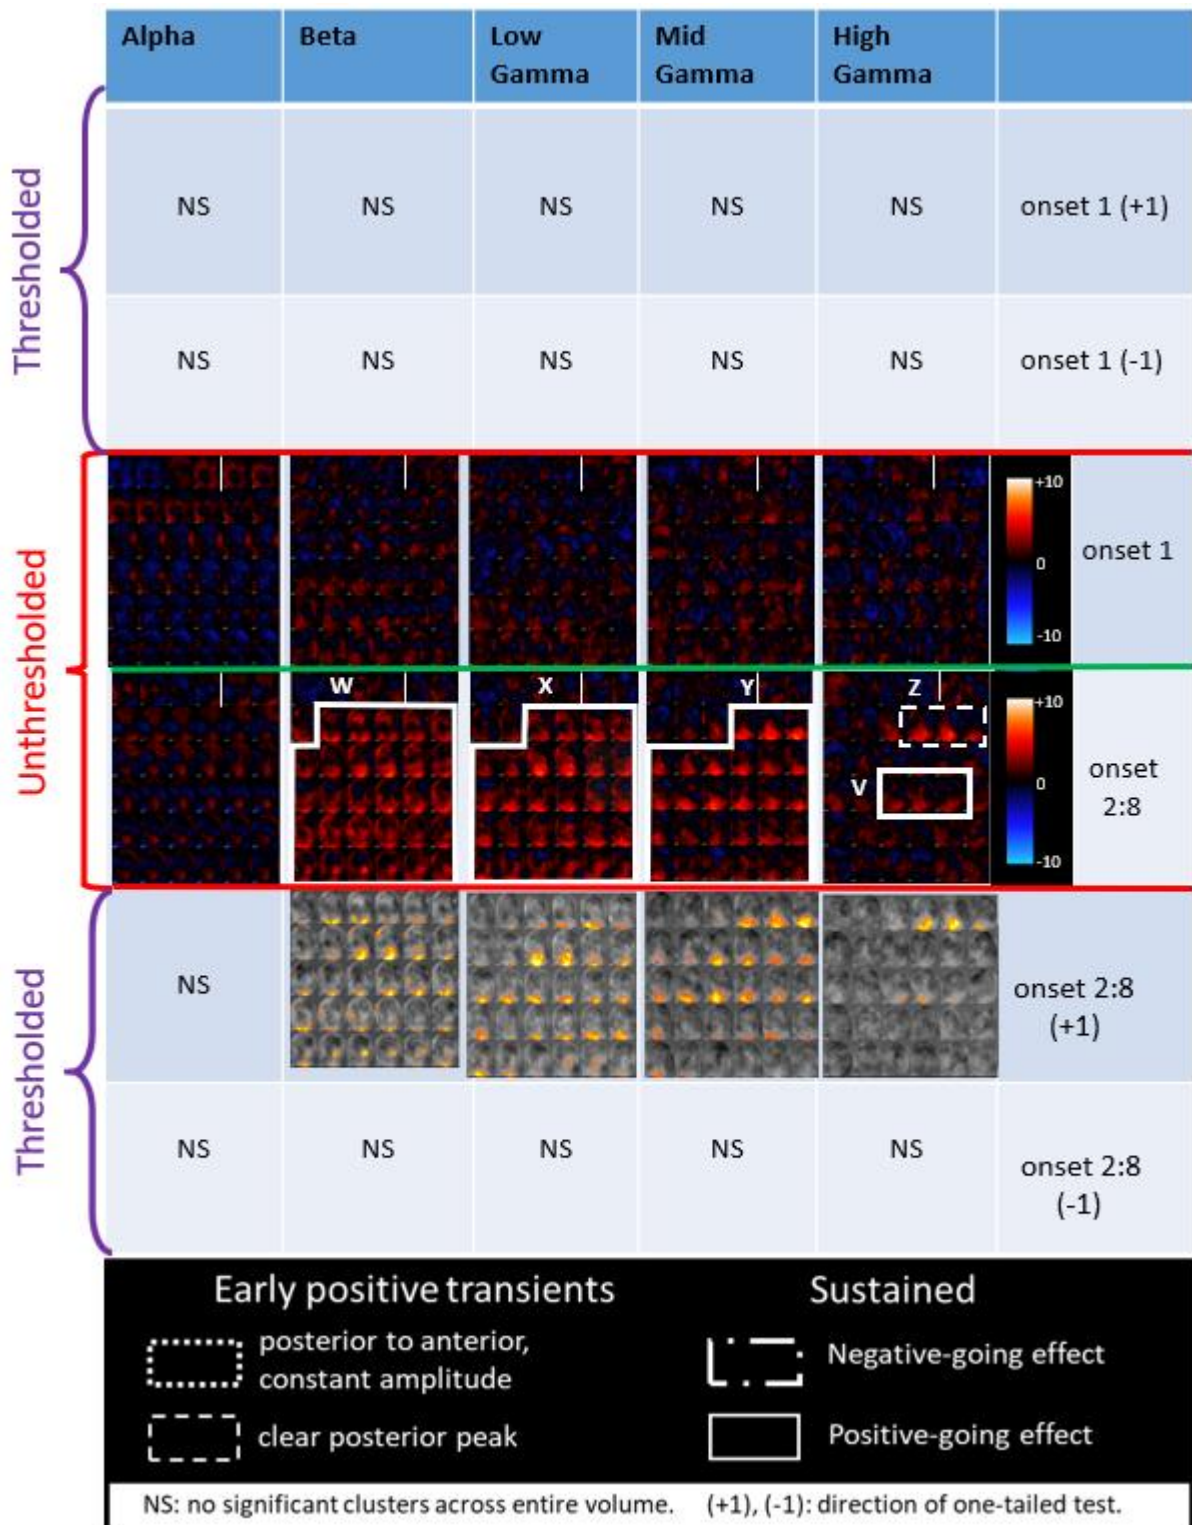 Alpha Beta Low Gamma Mid Gamma High Gamma
Thresholded
NS NS NS NS NS onset 1 (+1)
NS NS NS NS NS onset 1 (-1)
Unthresholded
+10
0
-10
onset 1
W X Y Z
V
+10
0
-10
onset 2:8
Thresholded
NS
onset 2:8 (+1)
NS NS NS NS NS
onset 2:8 (-1)
Early positive transients
posterior to anterior,
constant amplitude
clear posterior peak
Sustained
Negative-going effect
Positive-going effect
NS: no significant clusters across entire volume. (+1), (-1): direction of one-tailed test.